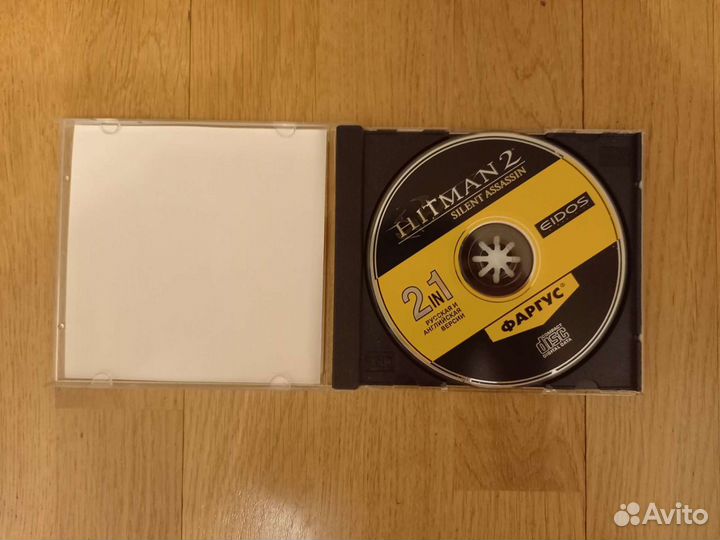 HITMAN 2
SILENT ASSASSIN
EIDOS
2 IN 1
РУССКАЯ И
АНГЛИЙСКАЯ
ВЕРСИИ
ФАРГУС®
COMPACT
disc
DIGITAL DATA
Avito